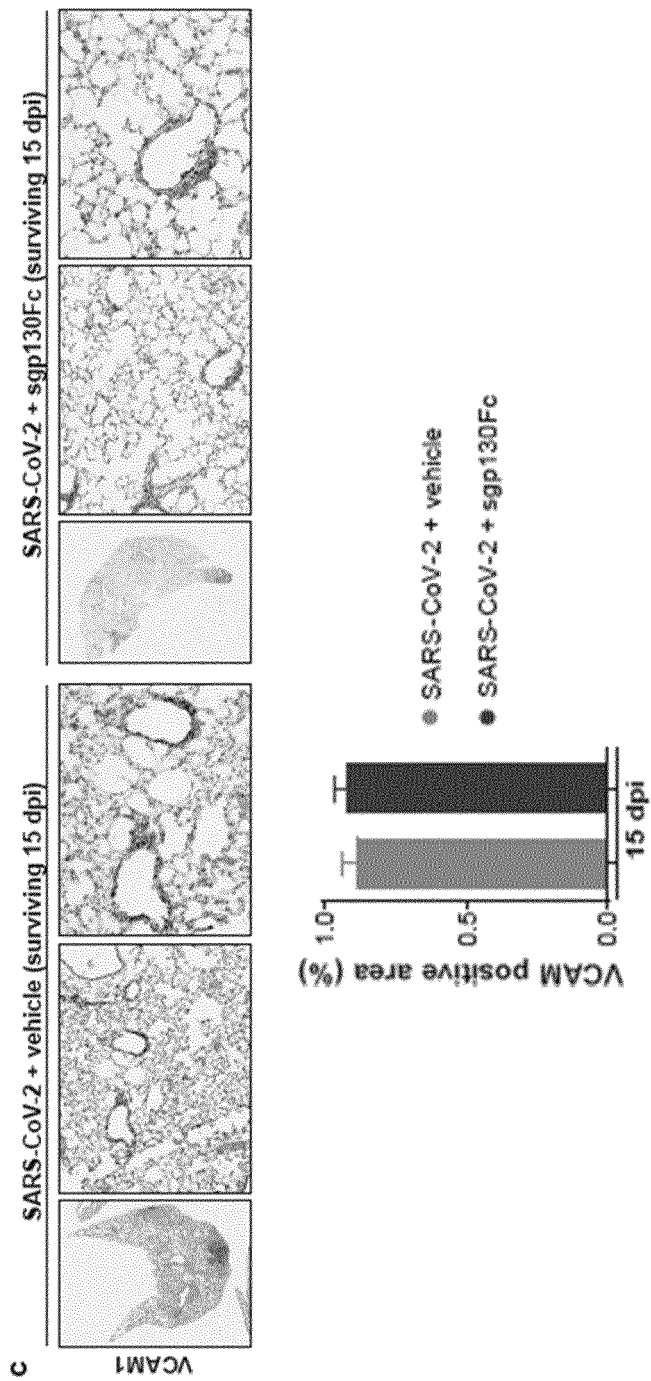 c
SARS-CoV-2 + vehicle (surviving 15 dpi)
SARS-CoV-2 + sgp130Fc (surviving 15 dpi)
VCAM1
VCAM positive area (%)
1.0
0.5
0.0
15 dpi
SARS-CoV-2 + vehicle
SARS-CoV-2 + sgp130Fc